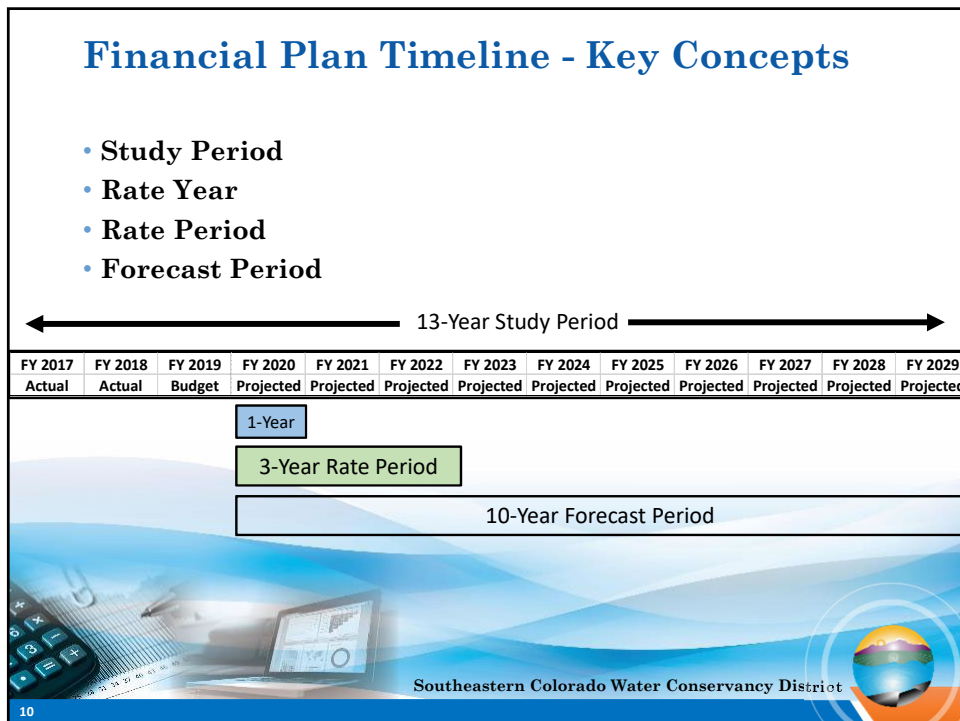 Financial Plan Timeline - Key Concepts
• Study Period
• Rate Year
• Rate Period
• Forecast Period
13-Year Study Period
FY 2017 FY 2018 FY 2019 FY 2020 FY 2021 FY 2022 FY 2023 FY 2024 FY 2025 FY 2026 FY 2027 FY 2028 FY 2029
Actual Actual Budget Projected Projected Projected Projected Projected Projected Projected Projected Projected Projected
1-Year
3-Year Rate Period
10-Year Forecast Period
Southeastern Colorado Water Conservancy District
10